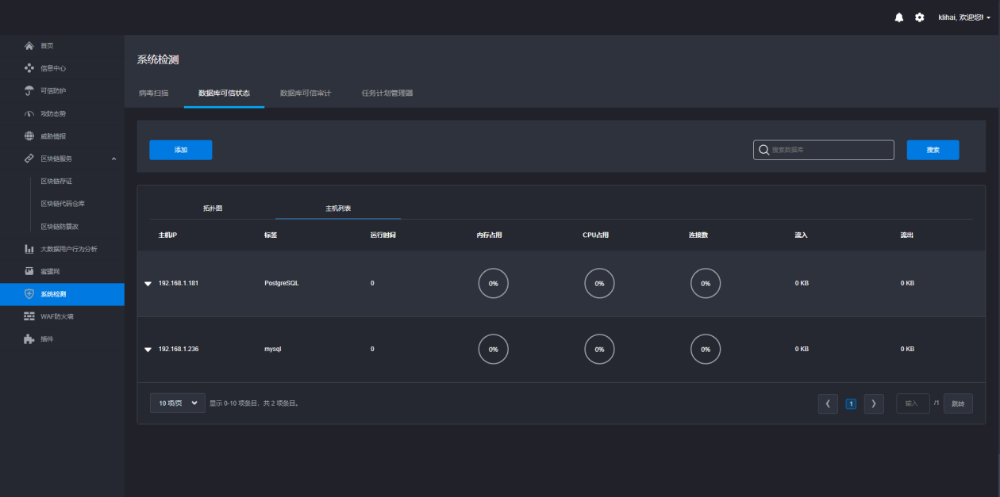 klihai, 欢迎您!
首页
信息中心
可信防护
攻防态势
威胁情报
区块链服务
区块链存证
区块链代码仓库
区块链防篡改
大数据用户行为分析
蜜罐网
系统检测
WAF防火墙
插件
系统检测
病毒扫描 数据库可信状态 数据库可信审计 任务计划管理器
添加 搜索数据库 搜索
拓扑图 主机列表
主机IP 标签 运行时间 内存占用 CPU占用 连接数 流入 流出
192.168.1.181 PostgreSQL 0 0% 0% 0% 0 KB 0 KB
192.168.1.236 mysql 0 0% 0% 0% 0 KB 0 KB
10 项/页 显示 0-10 项条目，共 2 项条目。 1 输入 /1 跳转